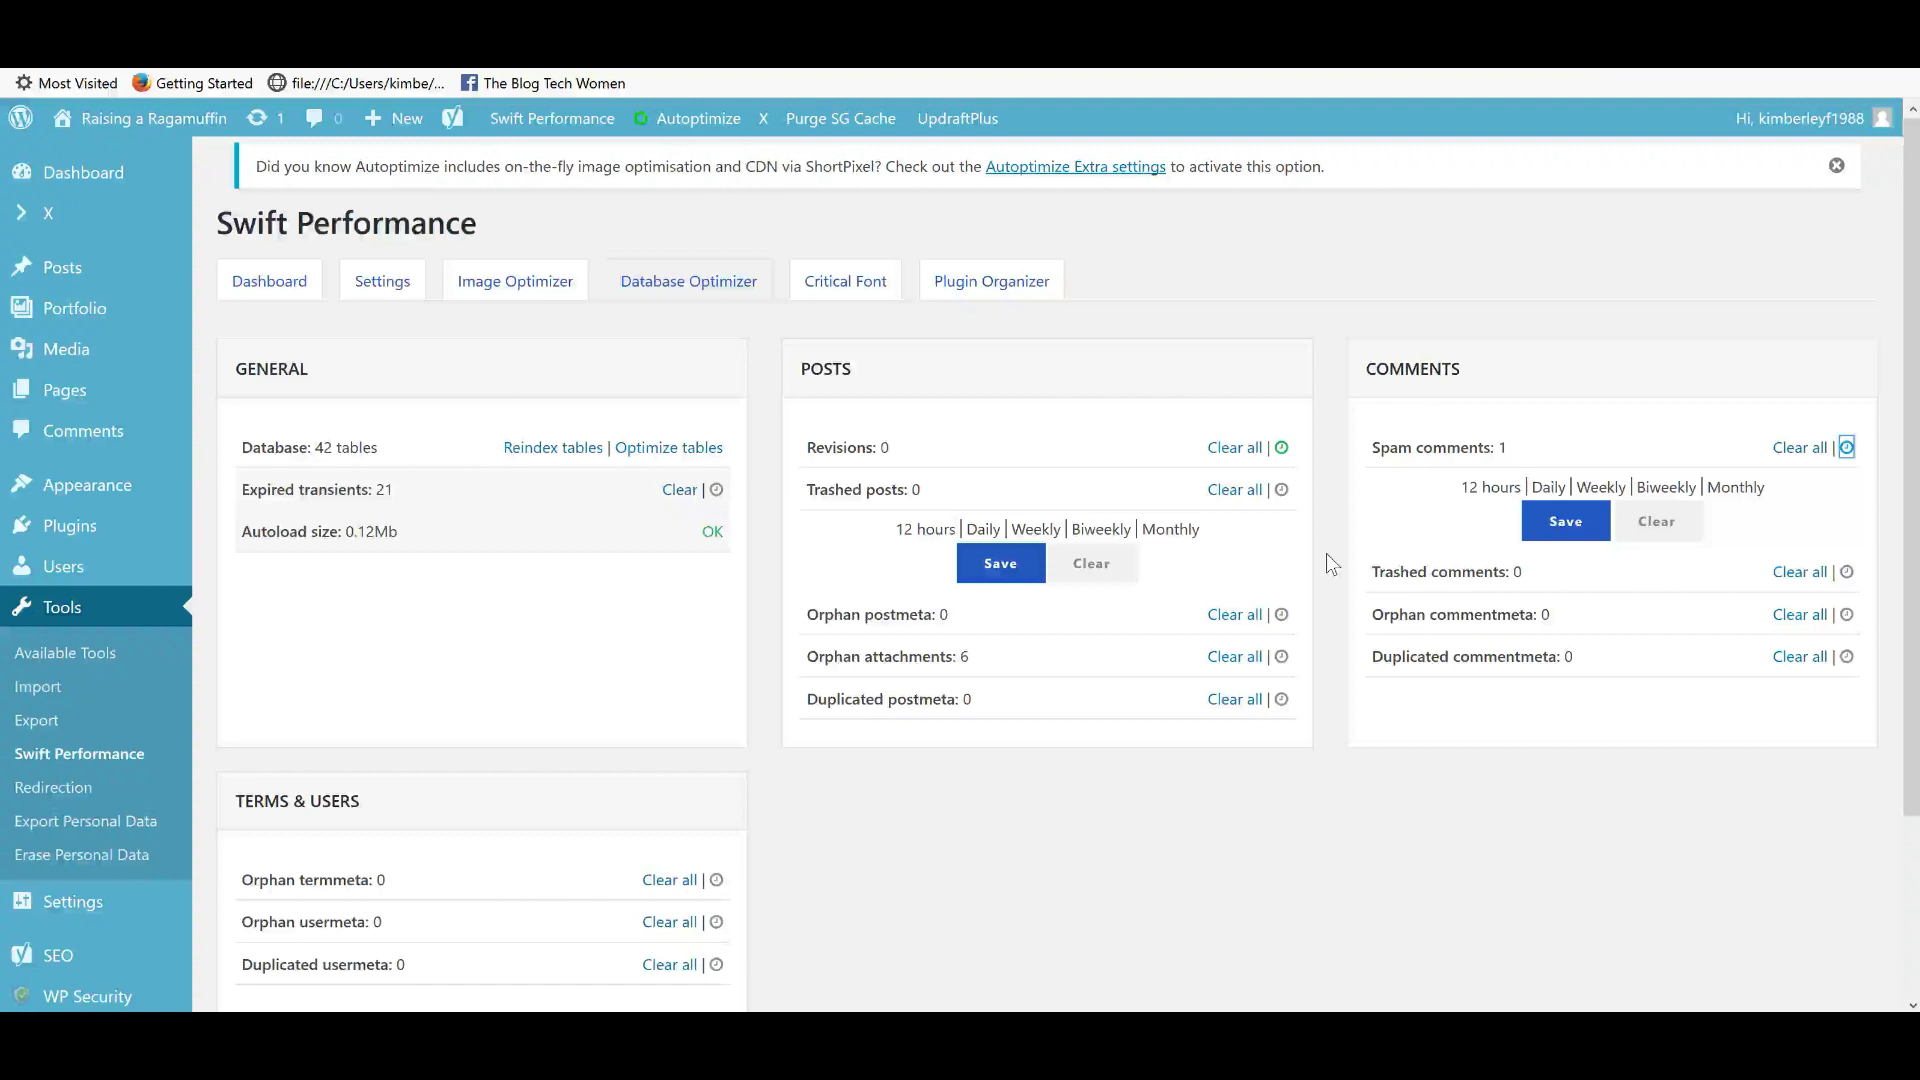 Most Visited Getting Started file:///C:/Users/kimbe/... The Blog Tech Women
Raising a Ragamuffin 1 0 New Swift Performance Autoptimize X Purge SG Cache UpdraftPlus Hi, kimberleyf1988
Did you know Autoptimize includes on-the-fly image optimisation and CDN via ShortPixel? Check out the Autoptimize Extra settings to activate this option.
Swift Performance
Dashboard Settings Image Optimizer Database Optimizer Critical Font Plugin Organizer
Dashboard
X
Posts
Portfolio
Media
Pages
Comments
Appearance
Plugins
Users
Tools
Available Tools
Import
Export
Swift Performance
Redirection
Export Personal Data
Erase Personal Data
Settings
SEO
WP Security
GENERAL
Database: 42 tables Reindex tables | Optimize tables
Expired transients: 21 Clear |
Autoload size: 0.12Mb OK
POSTS
Revisions: 0 Clear all |
Trashed posts: 0 Clear all |
12 hours | Daily | Weekly | Biweekly | Monthly
Save Clear
Orphan postmeta: 0 Clear all |
Orphan attachments: 6 Clear all |
Duplicated postmeta: 0 Clear all |
COMMENTS
Spam comments: 1 Clear all |
12 hours | Daily | Weekly | Biweekly | Monthly
Save Clear
Trashed comments: 0 Clear all |
Orphan commentmeta: 0 Clear all |
Duplicated commentmeta: 0 Clear all |
TERMS & USERS
Orphan termmeta: 0 Clear all |
Orphan usermeta: 0 Clear all |
Duplicated usermeta: 0 Clear all |